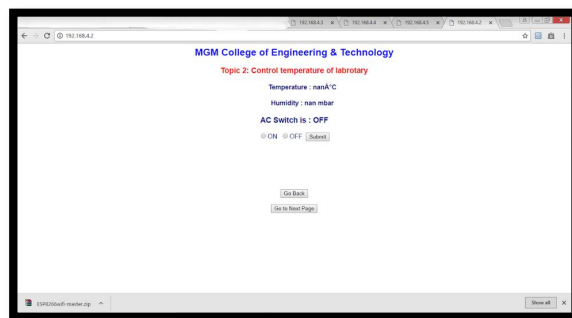 192.168.4.3 192.168.4.4 192.168.4.5 192.168.4.2
192.168.4.2
MGM College of Engineering & Technology
Topic 2: Control temperature of labrotary
Temperature : nanÂ°C
Humidity : nan mbar
AC Switch is : OFF
ON OFF Submit
Go Back
Go to Next Page
ESP8266wifi-master.zip Show all